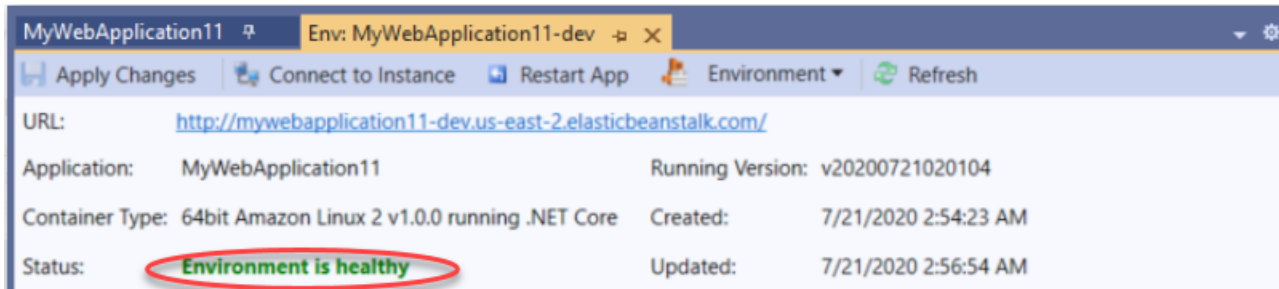 MyWebApplication11 Env: MyWebApplication11-dev
Apply Changes Connect to Instance Restart App Environment Refresh
URL: http://mywebapplication11-dev.us-east-2.elasticbeanstalk.com/
Application: MyWebApplication11 Running Version: v20200721020104
Container Type: 64bit Amazon Linux 2 v1.0.0 running .NET Core Created: 7/21/2020 2:54:23 AM
Status: Environment is healthy Updated: 7/21/2020 2:56:54 AM